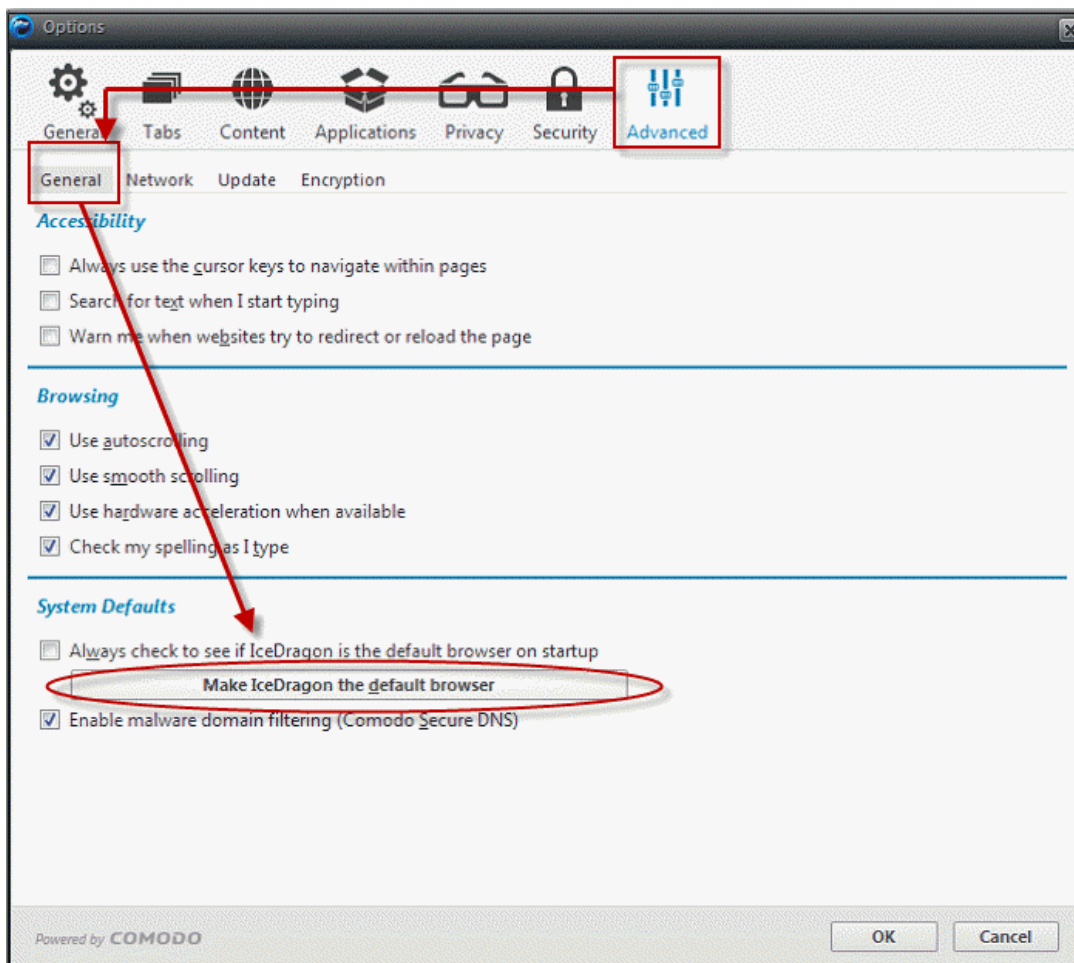 Options
General Tabs Content Applications Privacy Security Advanced
General Network Update Encryption
Accessibility
Always use the cursor keys to navigate within pages
Search for text when I start typing
Warn me when websites try to redirect or reload the page
Browsing
Use autoscrolling
Use smooth scrolling
Use hardware acceleration when available
Check my spelling as I type
System Defaults
Always check to see if IceDragon is the default browser on startup
Make IceDragon the default browser
Enable malware domain filtering (Comodo Secure DNS)
Powered by COMODO OK Cancel